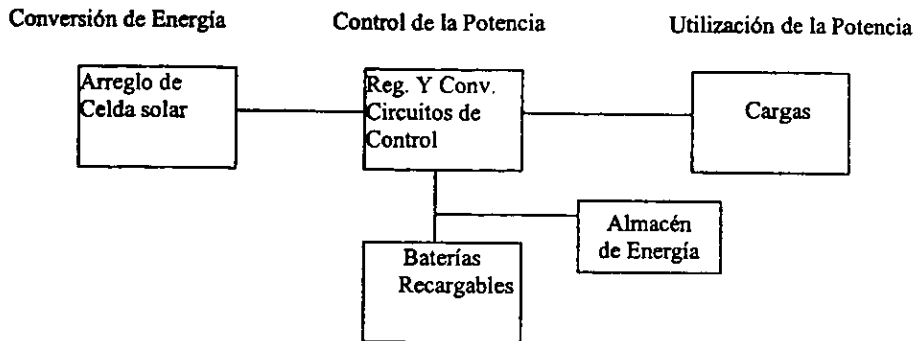 Conversión de Energía
Control de la Potencia
Utilización de la Potencia
Arreglo de
Celda solar
Reg. Y Conv.
Circuitos de
Control
Cargas
Almacén
de Energía
Baterías
Recargables